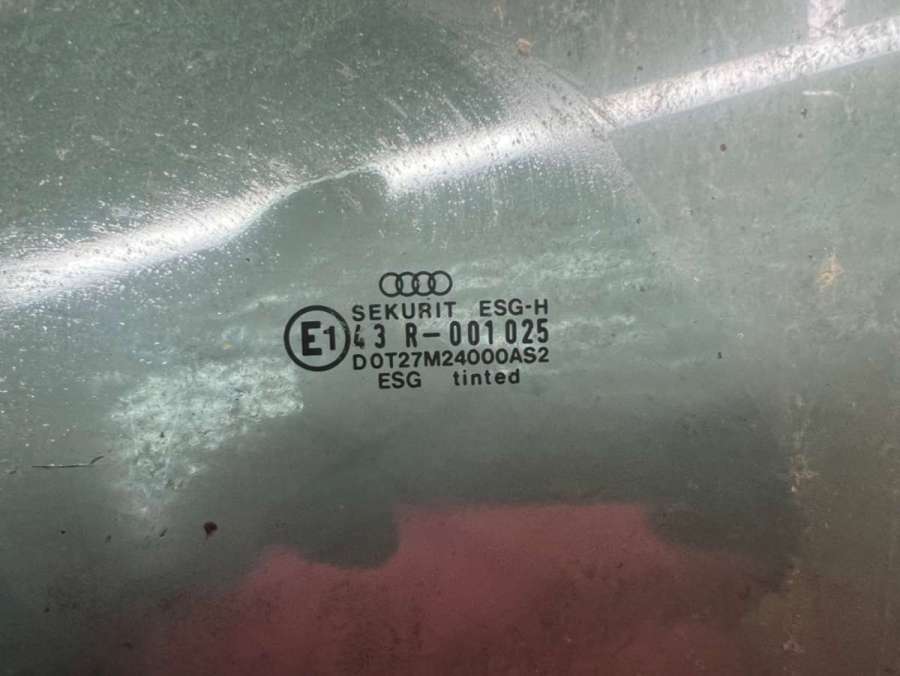 SEKURIT ESG-H
E1 43 R-001025
DOT27M24000AS2
ESG tinted